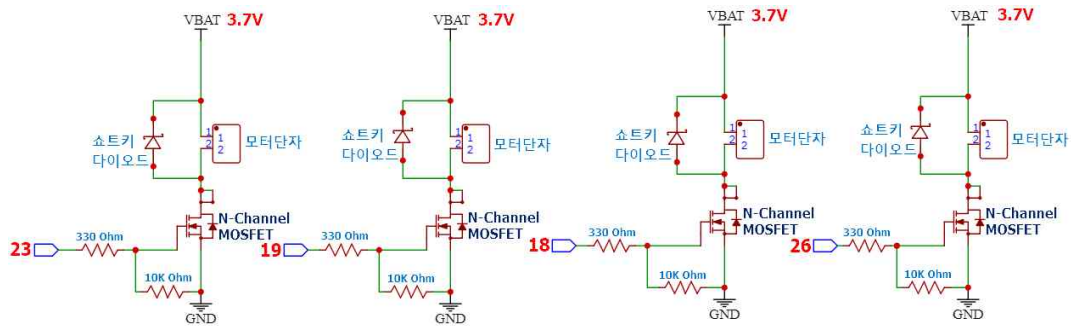 VBAT 3.7V
쇼트키
다이오드
1
2
1
2
모터단자
N-Channel
MOSFET
23
330 Ohm
10K Ohm
GND
VBAT 3.7V
쇼트키
다이오드
1
2
1
2
모터단자
N-Channel
MOSFET
19
330 Ohm
10K Ohm
GND
VBAT 3.7V
쇼트키
다이오드
1
2
1
2
모터단자
N-Channel
MOSFET
18
330 Ohm
10K Ohm
GND
VBAT 3.7V
쇼트키
다이오드
1
2
1
2
모터단자
N-Channel
MOSFET
26
330 Ohm
10K Ohm
GND